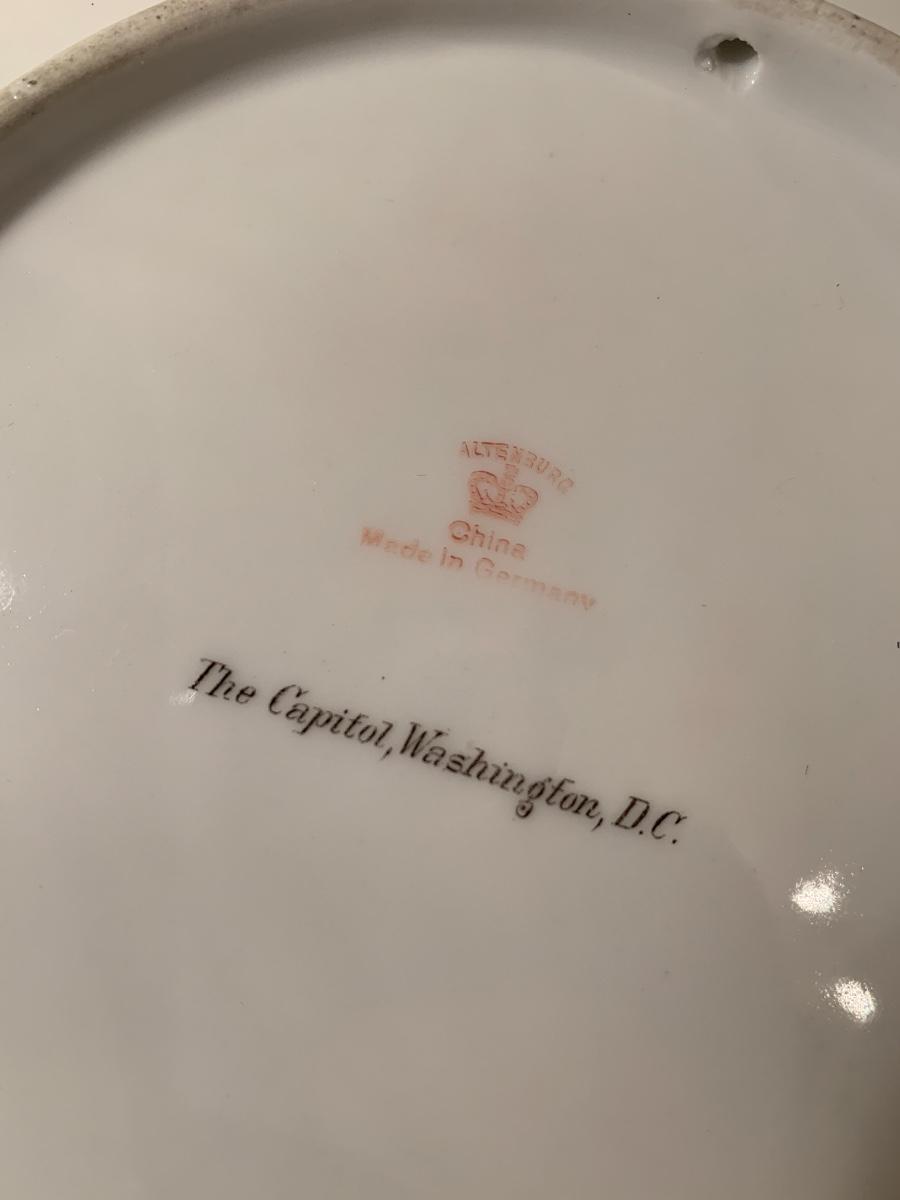 ALTENBURG
China
Made in Germany
The Capitol, Washington, D.C.